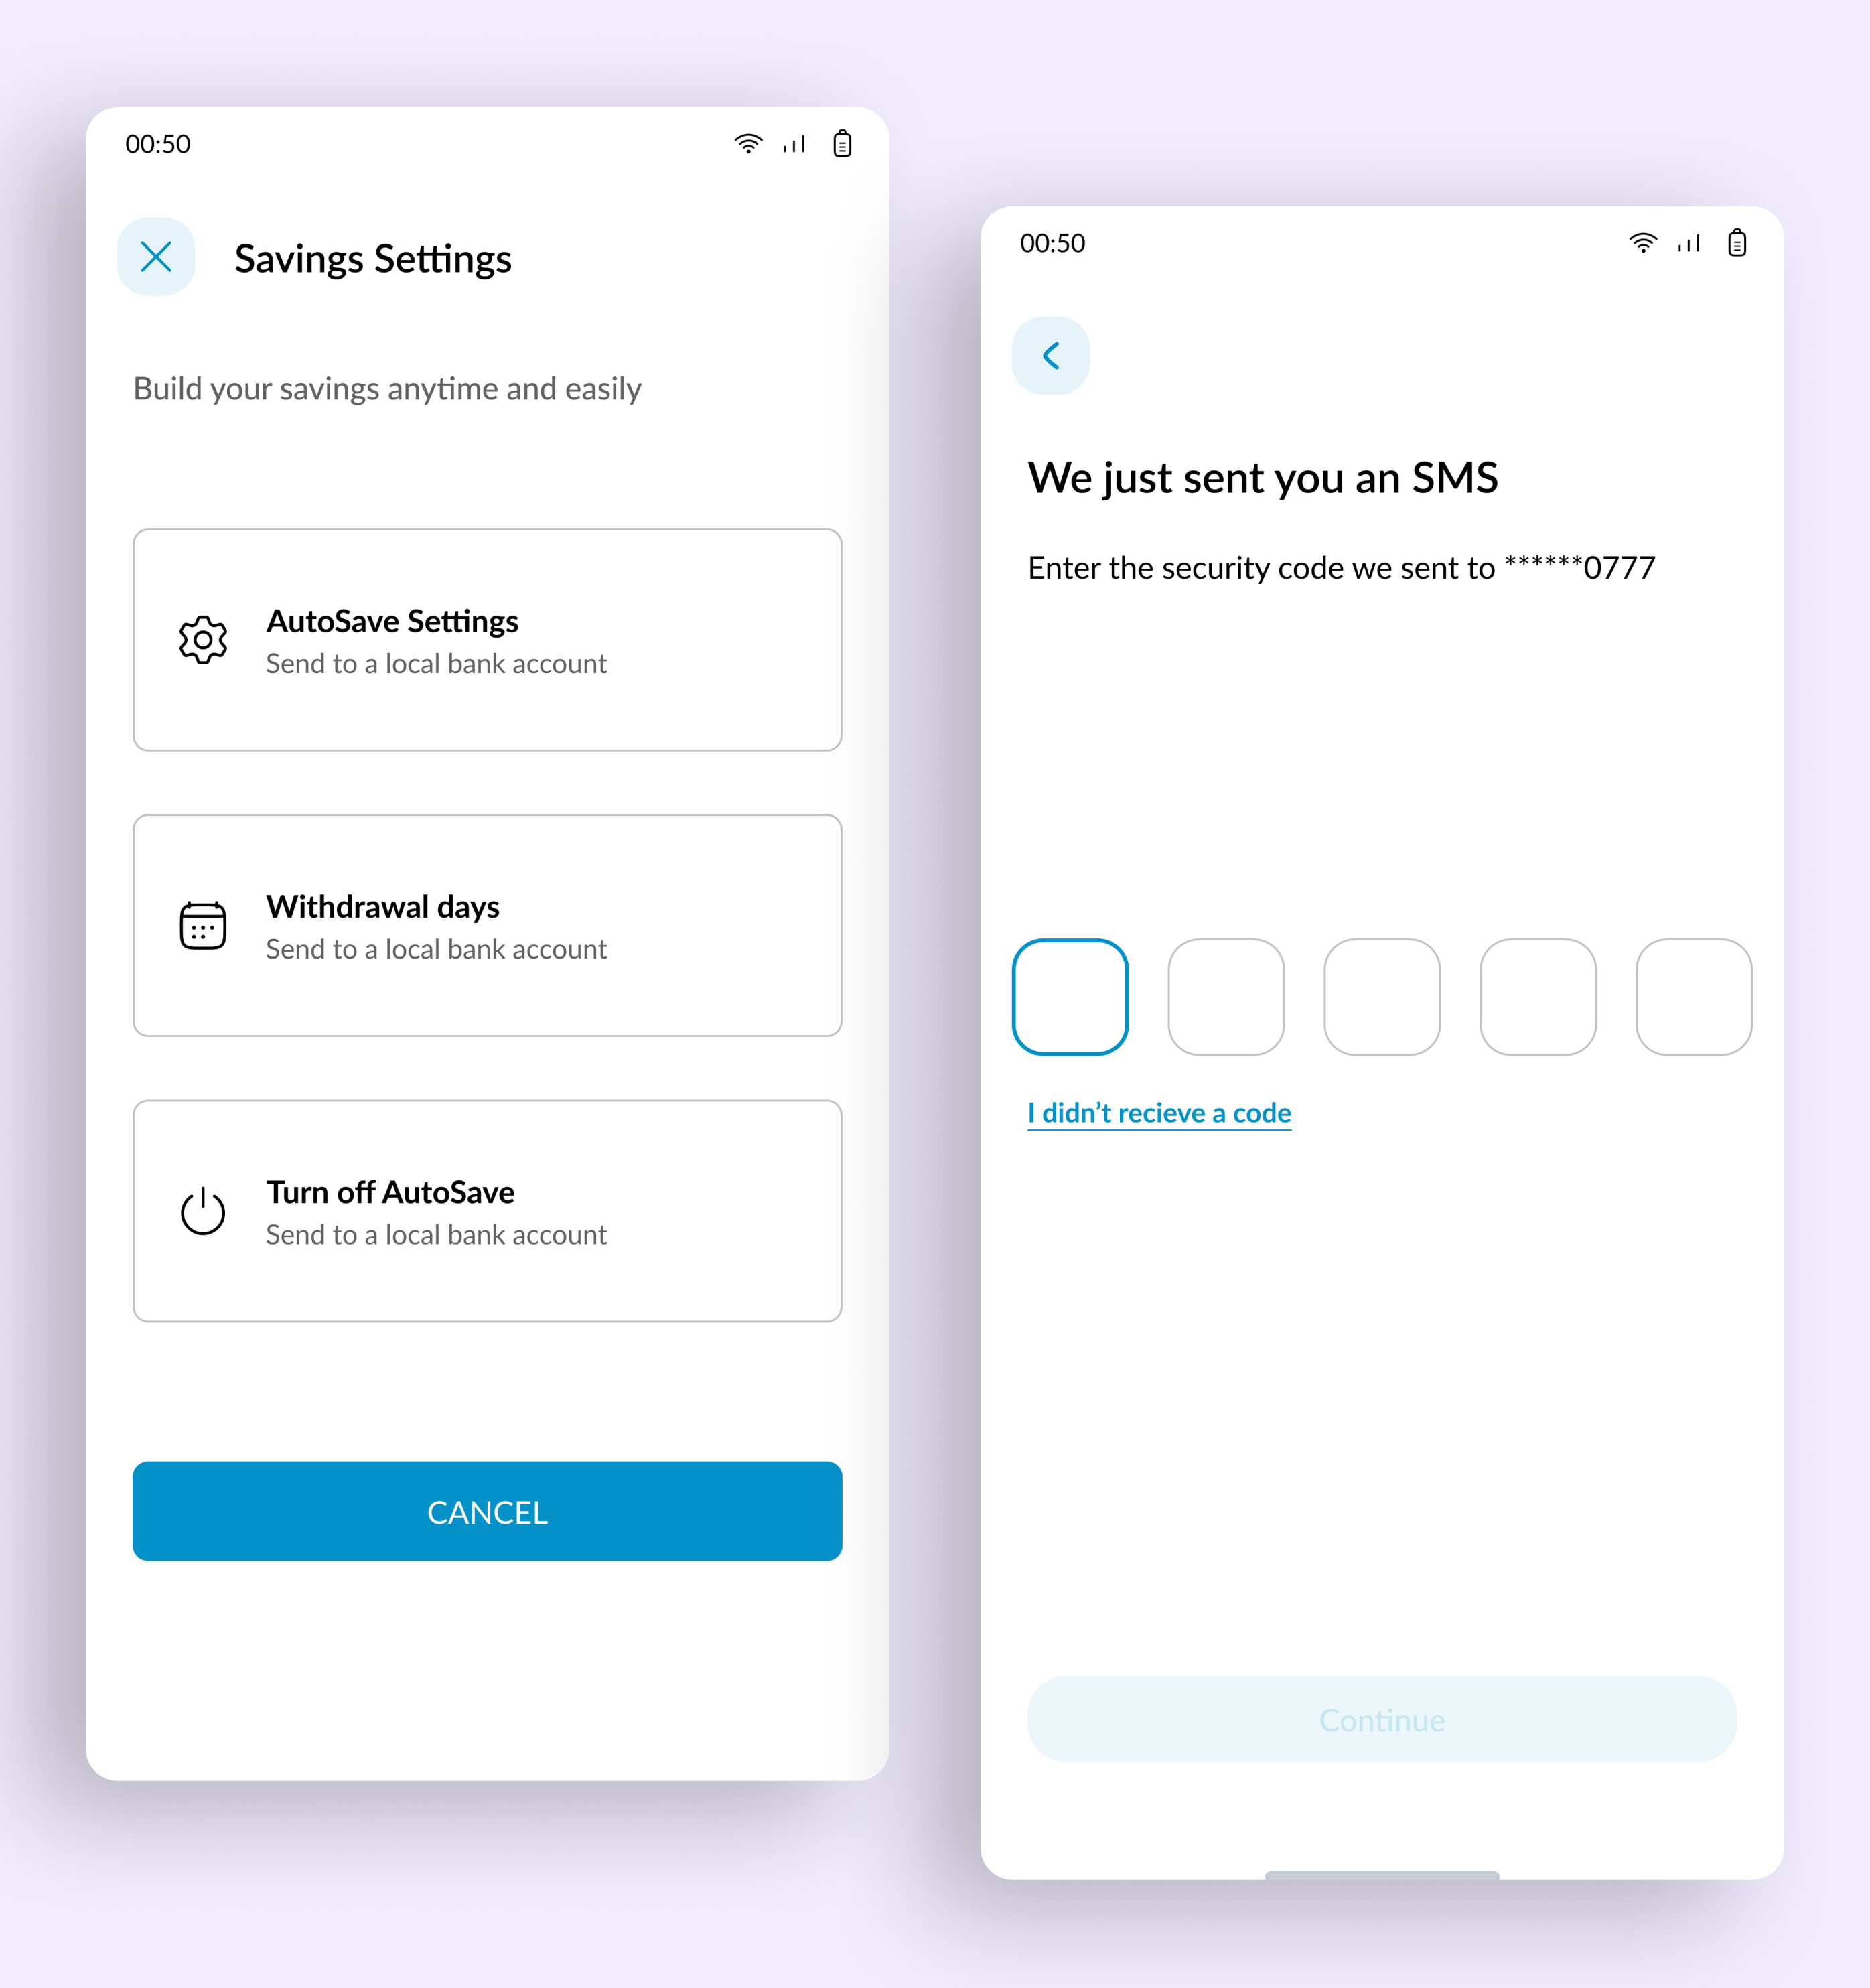 00:50
Savings Settings
Build your savings anytime and easily
AutoSave Settings
Send to a local bank account
Withdrawal days
Send to a local bank account
Turn off AutoSave
Send to a local bank account
CANCEL
00:50
We just sent you an SMS
Enter the security code we sent to ******0777
I didn’t recieve a code
Continue